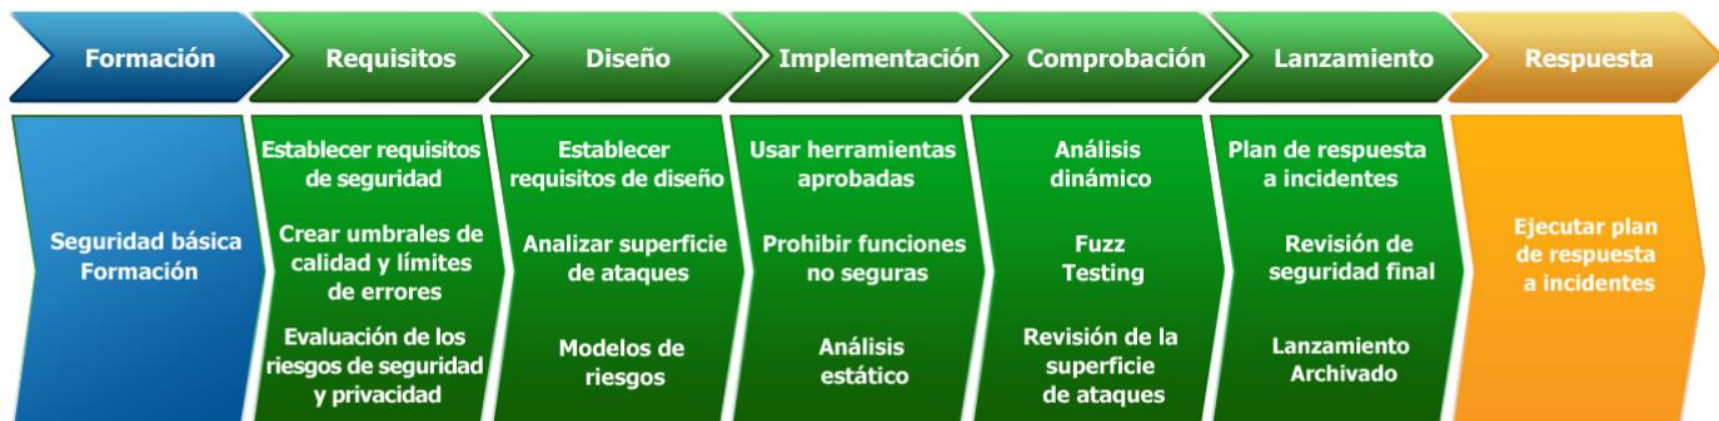 Formación
Requisitos
Diseño
Implementación
Comprobación
Lanzamiento
Respuesta
Seguridad básica
Formación
Establecer requisitos
de seguridad
Crear umbrales de
calidad y límites
de errores
Evaluación de los
riesgos de seguridad
y privacidad
Establecer
requisitos de diseño
Analizar superficie
de ataques
Modelos de
riesgos
Usar herramientas
aprobadas
Prohibir funciones
no seguras
Análisis
estático
Análisis
dinámico
Fuzz
Testing
Revisión de la
superficie
de ataques
Plan de respuesta
a incidentes
Revisión de
seguridad final
Lanzamiento
Archivado
Ejecutar plan
de respuesta
a incidentes